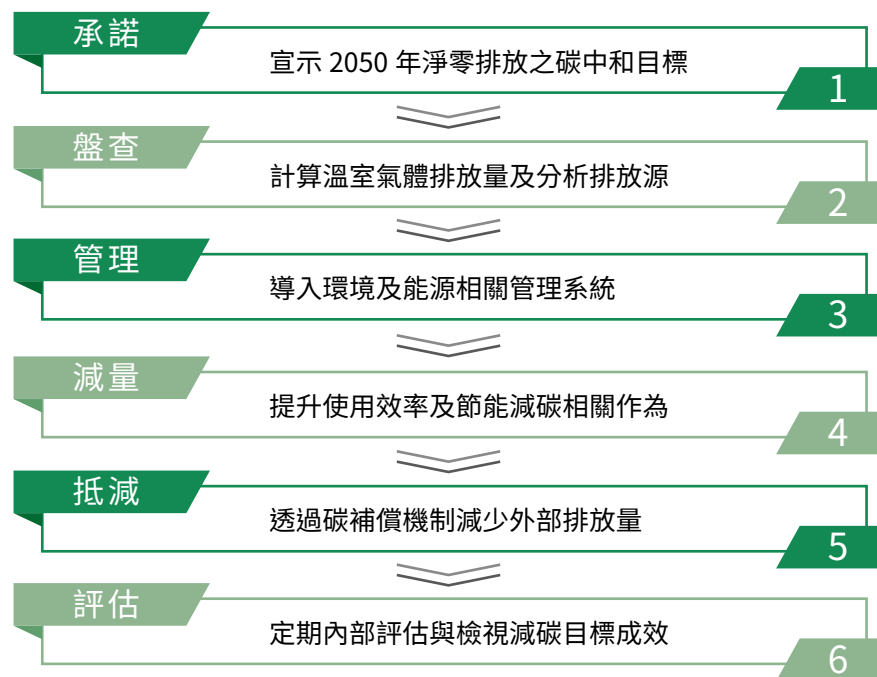 承諾
宣示 2050 年淨零排放之碳中和目標
1
盤查
計算溫室氣體排放量及分析排放源
2
管理
導入環境及能源相關管理系統
3
減量
提升使用效率及節能減碳相關作為
4
抵減
透過碳補償機制減少外部排放量
5
評估
定期內部評估與檢視減碳目標成效
6